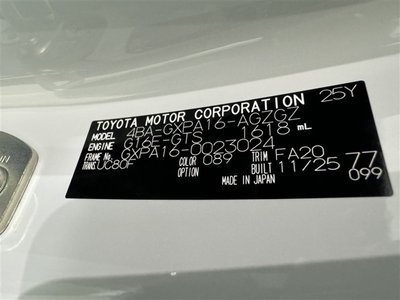 TOYOTA MOTOR CORPORATION 25Y
MODEL 4BA-GXPA16-AGZGZ
ENGINE G16E-GTS 1618 mL
FRAME No. GXPA16-0023024
COLOR 089 TRIM FA20 77
TRANS. UC80F OPTION BUILT 11/25 099
MADE IN JAPAN